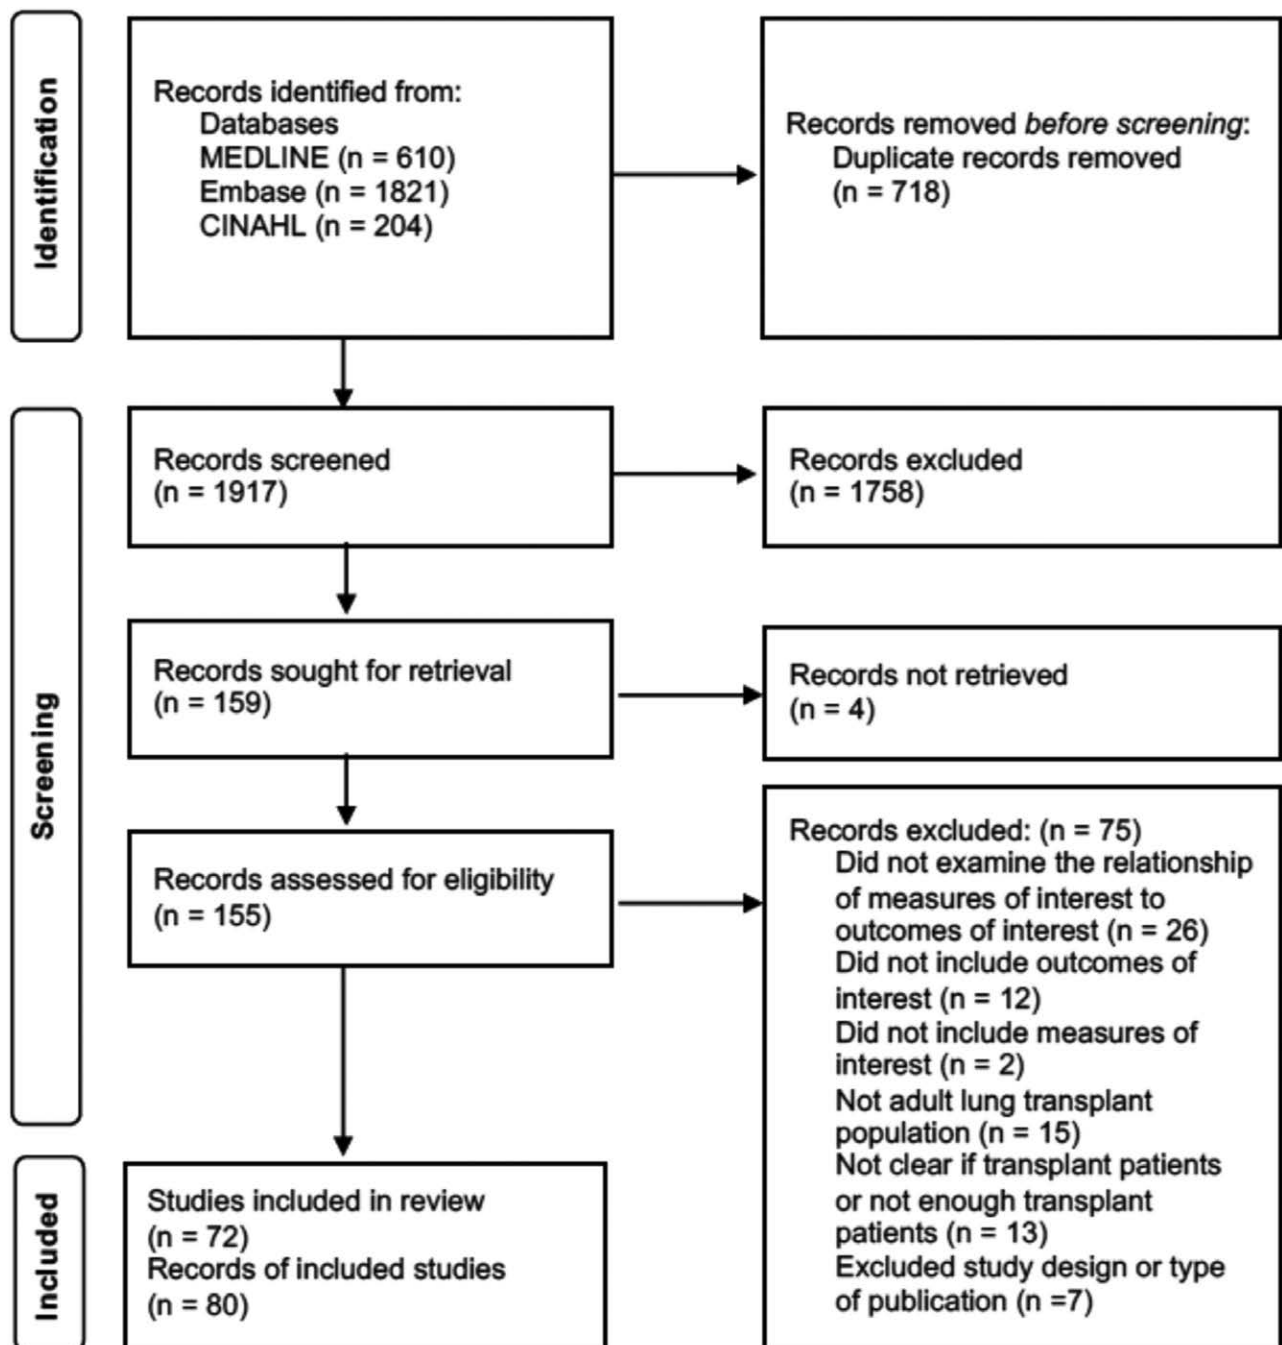 Identification
Records identified from:
Databases
MEDLINE (n = 610)
Embase (n = 1821)
CINAHL (n = 204)
Records removed before screening:
Duplicate records removed
(n = 718)
Screening
Records screened
(n = 1917)
Records excluded
(n = 1758)
Records sought for retrieval
(n = 159)
Records not retrieved
(n = 4)
Records assessed for eligibility
(n = 155)
Records excluded: (n = 75)
Did not examine the relationship
of measures of interest to
outcomes of interest (n = 26)
Did not include outcomes of
interest (n = 12)
Did not include measures of
interest (n = 2)
Not adult lung transplant
population (n = 15)
Not clear if transplant patients
or not enough transplant
patients (n = 13)
Excluded study design or type
of publication (n =7)
Included
Studies included in review
(n = 72)
Records of included studies
(n = 80)